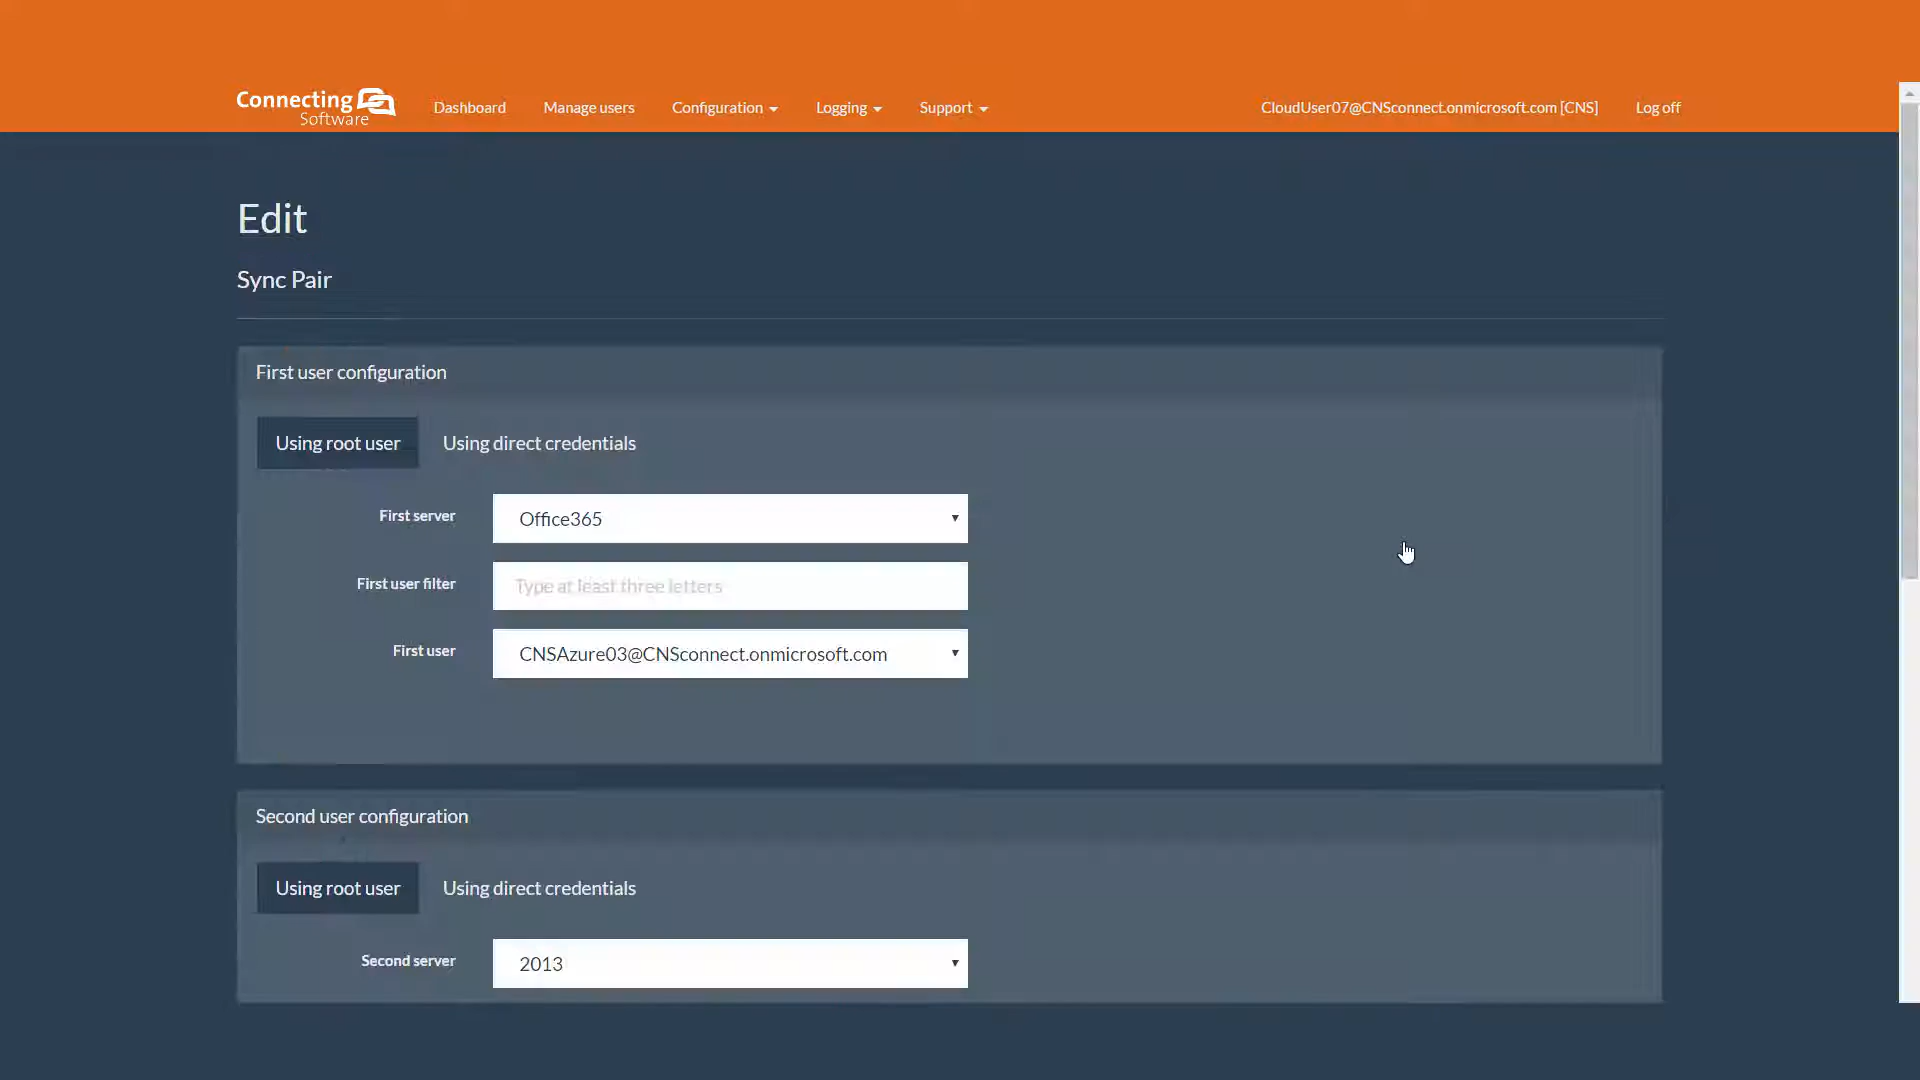 Connecting
Software
Dashboard
Manage users
Configuration
Logging
Support
CloudUser07@CNSconnect.onmicrosoft.com [CNS]
Log off
Edit
Sync Pair
First user configuration
Using root user
Using direct credentials
First server
Office365
First user filter
Type at least three letters
First user
CNSAzure03@CNSconnect.onmicrosoft.com
Second user configuration
Using root user
Using direct credentials
Second server
2013